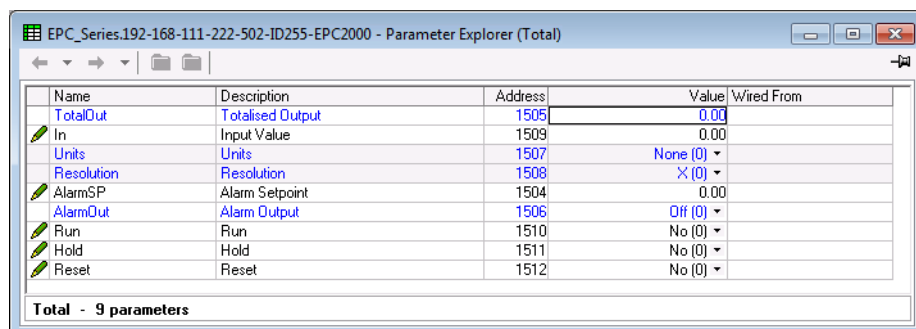 EPC_Series.192-168-111-222-502-ID255-EPC2000 - Parameter Explorer (Total)
Name Description Address Value Wired From
TotalOut Totalised Output 1505 0.00
In Input Value 1509 0.00
Units Units 1507 None (0)
Resolution Resolution 1508 X (0)
AlarmSP Alarm Setpoint 1504 0.00
AlarmOut Alarm Output 1506 Off (0)
Run Run 1510 No (0)
Hold Hold 1511 No (0)
Reset Reset 1512 No (0)
Total - 9 parameters